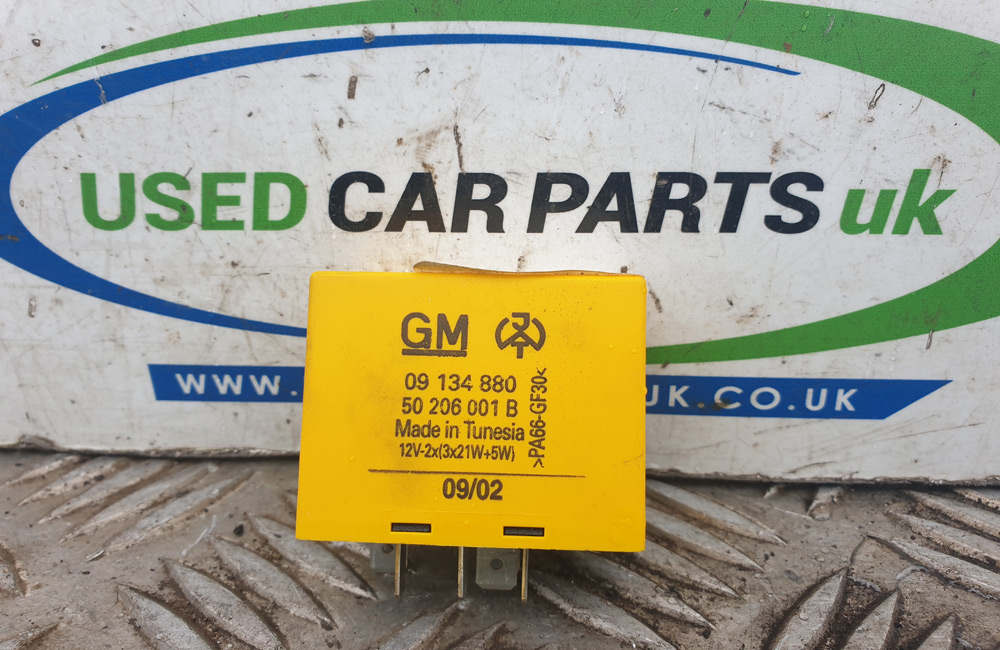 USED CAR PARTS uk
WWW.
UK.CO.UK
GM
09 134 880
50 206 001 B
Made in Tunesia
12V-2x(3x21W+5W)
>PA66-GF30<
09/02